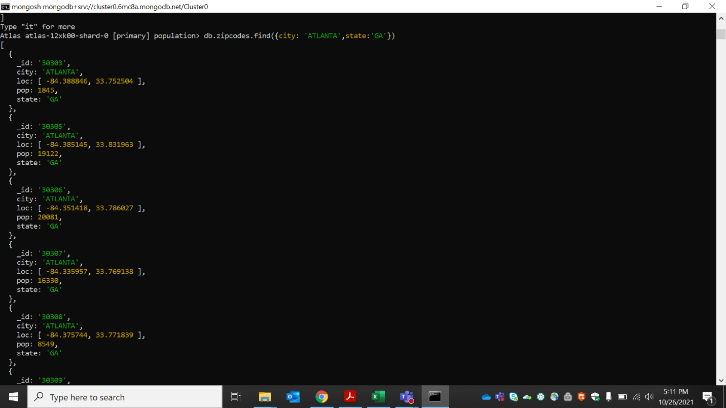 mongosh mongodb+srv://cluster0.6mc8a.mongodb.net/Cluster0
]
Type "it" for more
Atlas atlas-12xk00-shard-0 [primary] population> db.zipcodes.find({city: 'ATLANTA',state:'GA'})
[
{
_id: '30303',
city: 'ATLANTA',
loc: [ -84.388846, 33.752504 ],
pop: 1845,
state: 'GA'
},
{
_id: '30305',
city: 'ATLANTA',
loc: [ -84.385145, 33.831963 ],
pop: 19122,
state: 'GA'
},
{
_id: '30306',
city: 'ATLANTA',
loc: [ -84.351418, 33.786027 ],
pop: 20081,
state: 'GA'
},
{
_id: '30307',
city: 'ATLANTA',
loc: [ -84.335957, 33.769138 ],
pop: 16330,
state: 'GA'
},
{
_id: '30308',
city: 'ATLANTA',
loc: [ -84.375744, 33.771839 ],
pop: 8549,
state: 'GA'
},
{
_id: '30309',
Type here to search
5:11 PM
10/26/2021